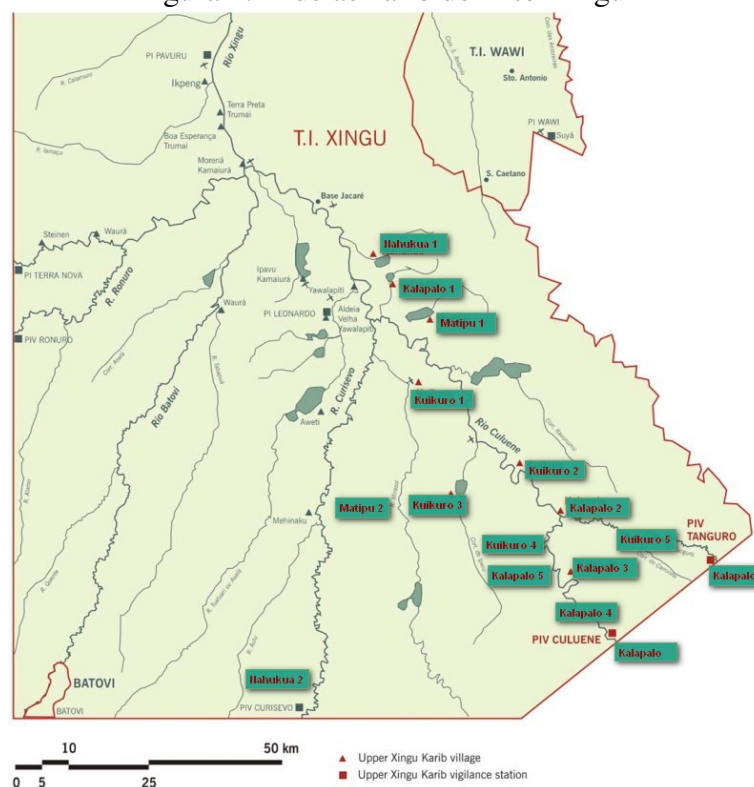 PI PAVURU
Rio Xingu
R. Calamuru
Ikpeng
Terra Preta
Trumai
Boa Esperança
Trumai
Morená
Kamaiurá
T.I. XINGU
T.I. WAWI
Sto. Antonio
Cor. S. Antonio
PI WAWI
Suyá
S. Caetano
Base Jacaré
Steinen
Waurá
PI TERRA NOVA
R. Ronuro
PIV RONURO
Nahukua 1
Kalapalo 1
Matipu 1
Ipavu
Kamaiurá
Yawalapiti
PI LEONARDO
Aldeia
Velha
Yawalapiti
Waurá
Rio Batovi
R. Curisevo
Aweti
Kuikuro 1
Rio Culuene
Kuikuro 2
Matipu 2
Kuikuro 3
Kalapalo 2
Kuikuro 4
Kuikuro 5
PIV
TANGURO
Kalapalo
Kalapalo 5
Kalapalo 3
Kalapalo 4
PIV CULUENE
Kalapalo
Mehinaku
Nahukua 2
PIV CURISEVO
BATOVI
BATOVI
10
50 km
0
5
25
Upper Xingu Karib village
Upper Xingu Karib vigilance station